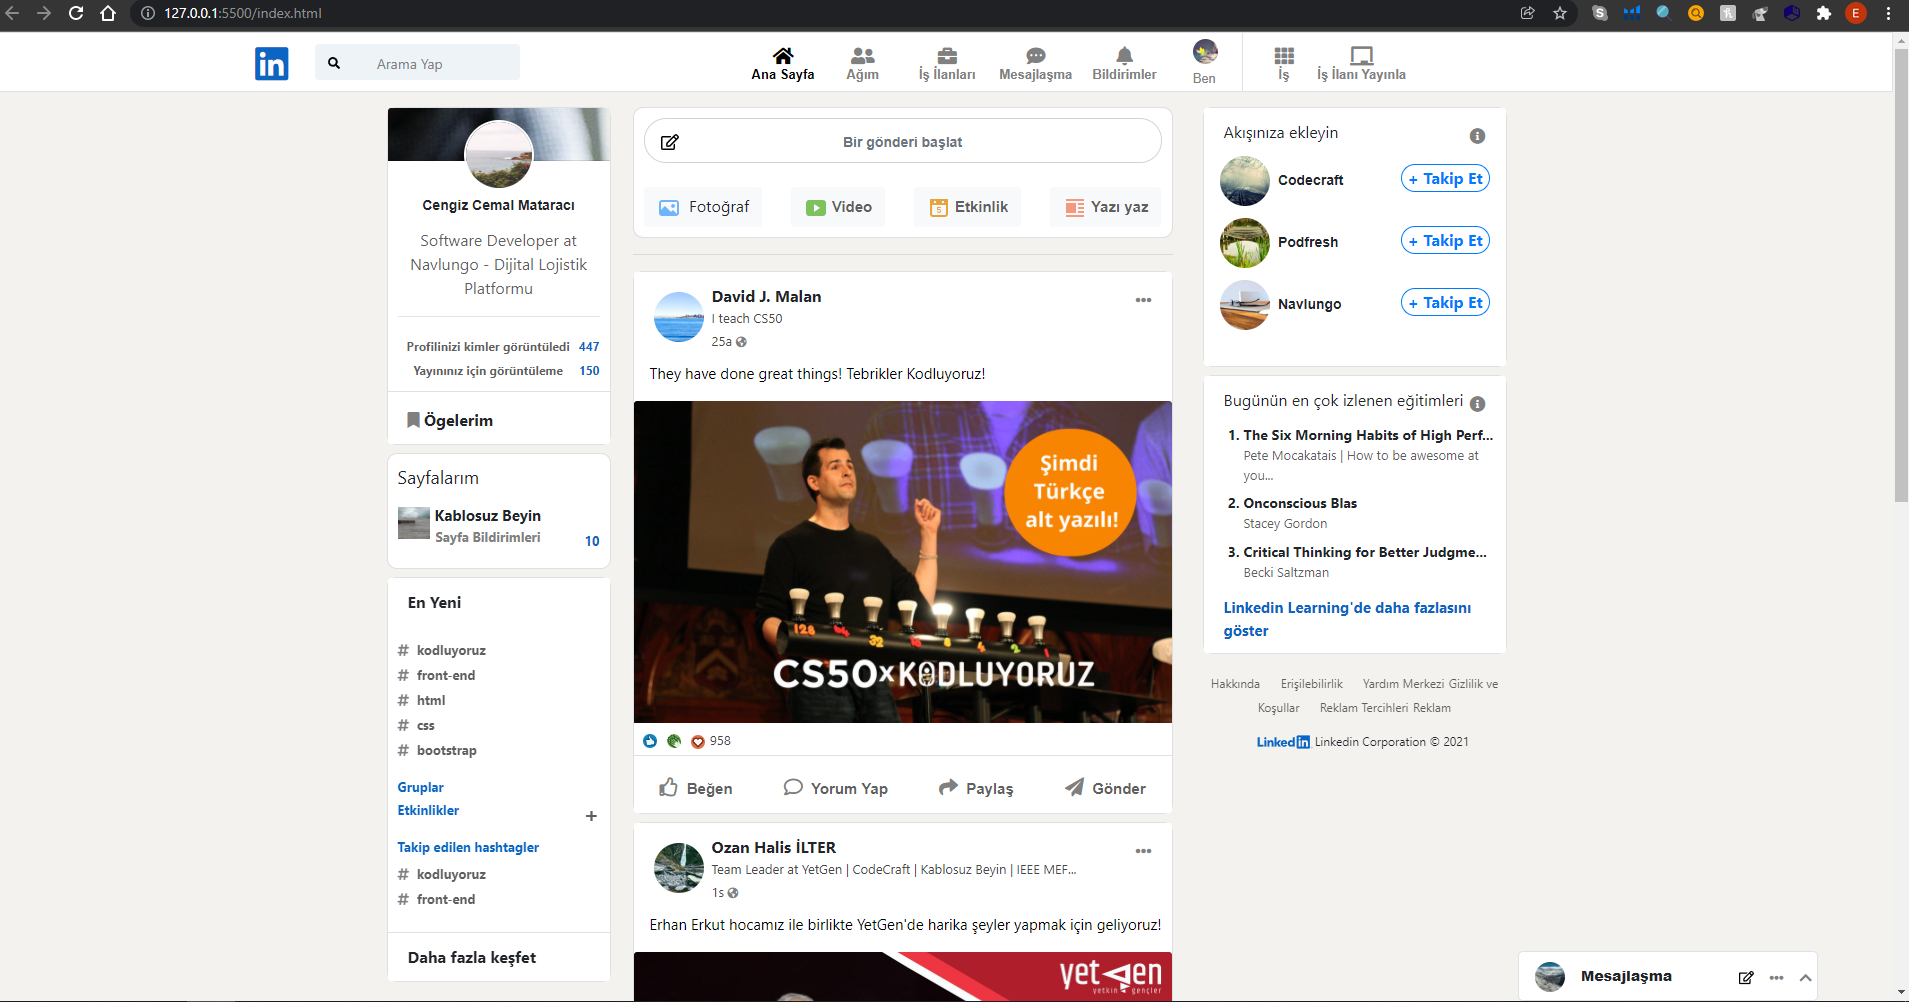 127.0.0.1:5500/index.html
E
in
Arama Yap
Ana Sayfa
Ağım
İş İlanları
Mesajlaşma
Bildirimler
Ben
İş
İş İlanı Yayınla
Cengiz Cemal Mataracı
Software Developer at
Navlungo - Dijital Lojistik
Platformu
Profilinizi kimler görüntüledi 447
Yayınınız için görüntüleme 150
Ögelerim
Sayfalarım
Kablosuz Beyin
Sayfa Bildirimleri
10
En Yeni
# kodluyoruz
# front-end
# html
# css
# bootstrap
Gruplar
Etkinlikler
+
Takip edilen hashtagler
# kodluyoruz
# front-end
Daha fazla keşfet
Bir gönderi başlat
Fotoğraf
Video
5
Etkinlik
Yazı yaz
David J. Malan
I teach CS50
25a
They have done great things! Tebrikler Kodluyoruz!
Şimdi
Türkçe
alt yazılı!
128 64 32 16 8 4 2 1
CS50xKODLUYORUZ
958
Beğen
Yorum Yap
Paylaş
Gönder
Ozan Halis İLTER
Team Leader at YetGen | CodeCraft | Kablosuz Beyin | IEEE MEF...
1s
Erhan Erkut hocamız ile birlikte YetGen'de harika şeyler yapmak için geliyoruz!
yetgen
yetkin gençler
Akışınıza ekleyin
Codecraft
+ Takip Et
Podfresh
+ Takip Et
Navlungo
+ Takip Et
Bugünün en çok izlenen eğitimleri
1. The Six Morning Habits of High Perf...
Pete Mocakatais | How to be awesome at
you...
2. Onconscious Blas
Stacey Gordon
3. Critical Thinking for Better Judgme...
Becki Saltzman
Linkedin Learning'de daha fazlasını
göster
Hakkında Erişilebilirlik Yardım Merkezi Gizlilik ve
Koşullar Reklam Tercihleri Reklam
Linkedin Linkedin Corporation © 2021
Mesajlaşma